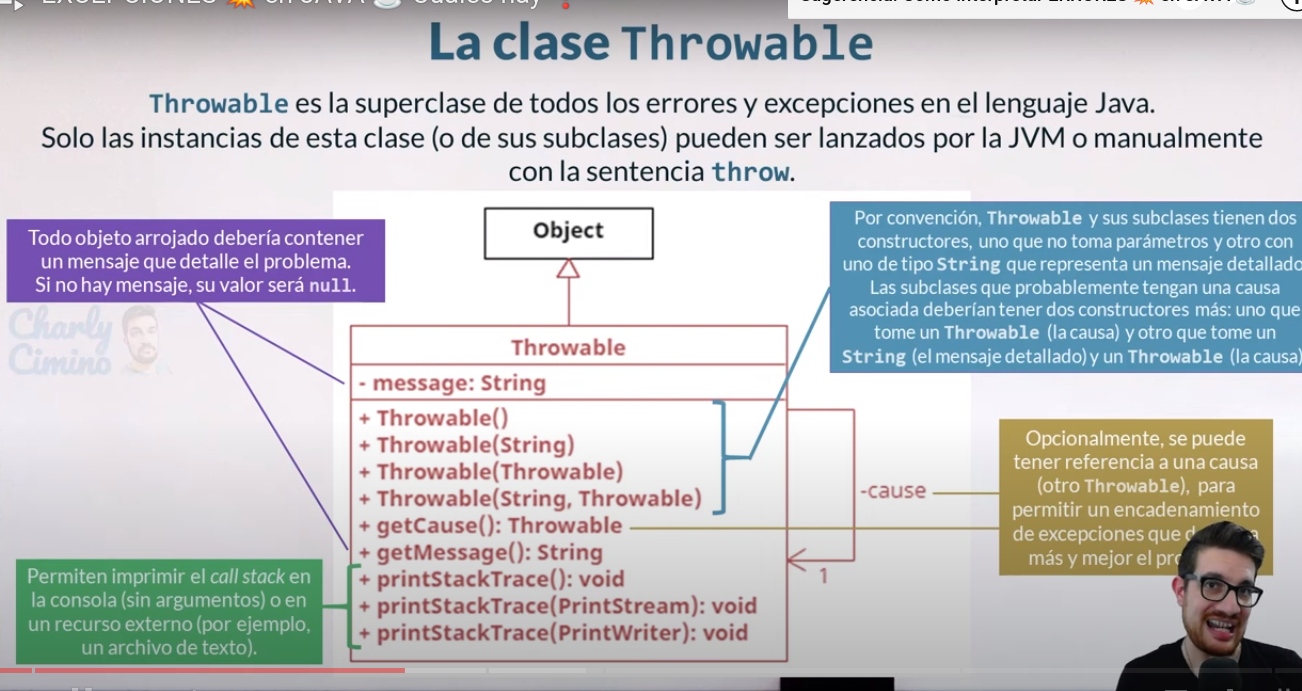 EXCEPCIONES 💥 en JAVA ☕ Cuáles hay ❓
La clase Throwable
Throwable es la superclase de todos los errores y excepciones en el lenguaje Java.
Solo las instancias de esta clase (o de sus subclases) pueden ser lanzados por la JVM o manualmente
con la sentencia throw.
Todo objeto arrojado debería contener
un mensaje que detalle el problema.
Si no hay mensaje, su valor será null.
Charly
Cimino
Object
Throwable
- message: String
+ Throwable()
+ Throwable(String)
+ Throwable(Throwable)
+ Throwable(String, Throwable)
+ getCause(): Throwable
+ getMessage(): String
+ printStackTrace(): void
+ printStackTrace(PrintStream): void
+ printStackTrace(PrintWriter): void
-cause
1
Por convención, Throwable y sus subclases tienen dos
constructores, uno que no toma parámetros y otro con
uno de tipo String que representa un mensaje detallado
Las subclases que probablemente tengan una causa
asociada deberían tener dos constructores más: uno que
tome un Throwable (la causa) y otro que tome un
String (el mensaje detallado) y un Throwable (la causa)
Opcionalmente, se puede
tener referencia a una causa
(otro Throwable), para
permitir un encadenamiento
de excepciones que
más y mejor el
Permiten imprimir el call stack en
la consola (sin argumentos) o en
un recurso externo (por ejemplo,
un archivo de texto).